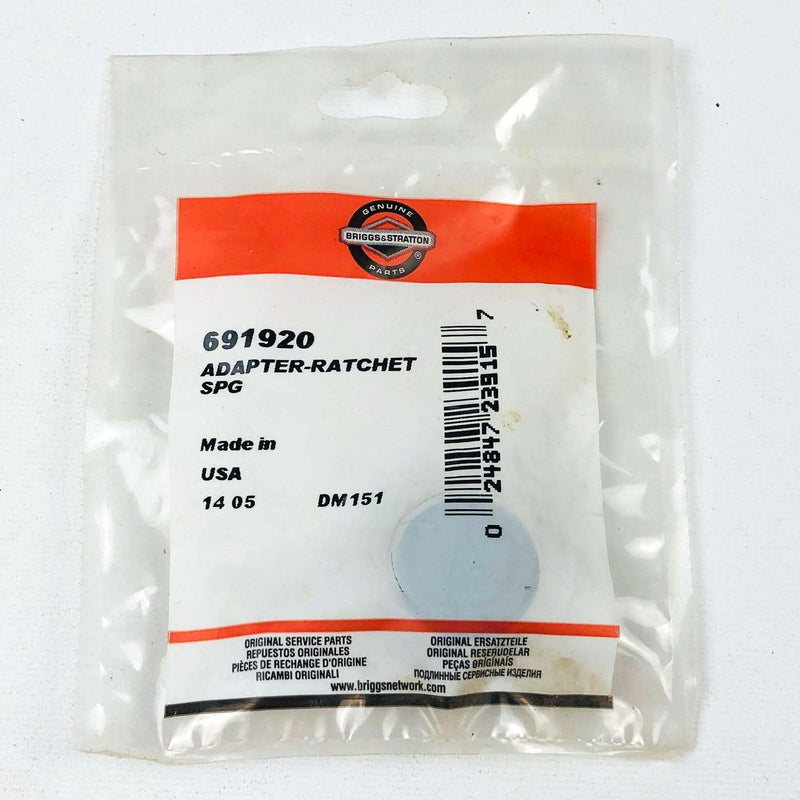 GENUINE
BRIGGS&STRATTON
®
PARTS
691920
ADAPTER-RATCHET
SPG
Made in
USA
14 05 DM151
0 24847 23915 7
ORIGINAL SERVICE PARTS
REPUESTOS ORIGINALES
PIÈCES DE RECHANGE D'ORIGINE
RICAMBI ORIGINALI
ORIGINAL ERSATZTEILE
ORIGINAL RESERUDELAR
PEÇAS ORIGINAIS
ПОДЛИННЫЕ СЕРВИСНЫЕ ИЗДЕЛИЯ
www.briggsnetwork.com